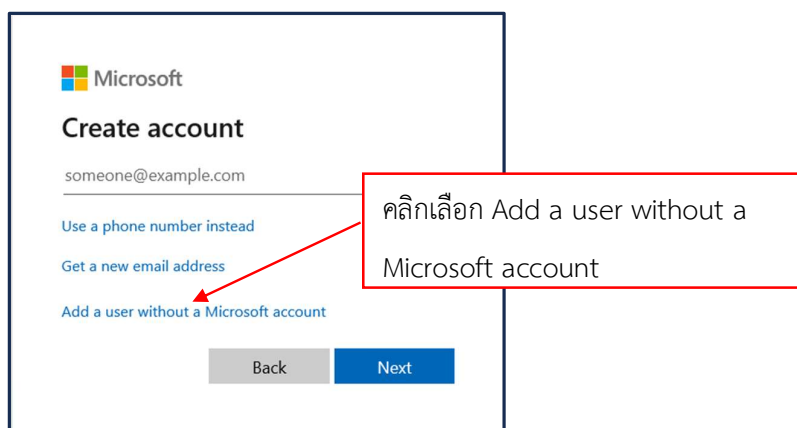 Microsoft
Create account
someone@example.com
Use a phone number instead
Get a new email address
Add a user without a Microsoft account
Back
Next
คลิกเลือก Add a user without a
Microsoft account